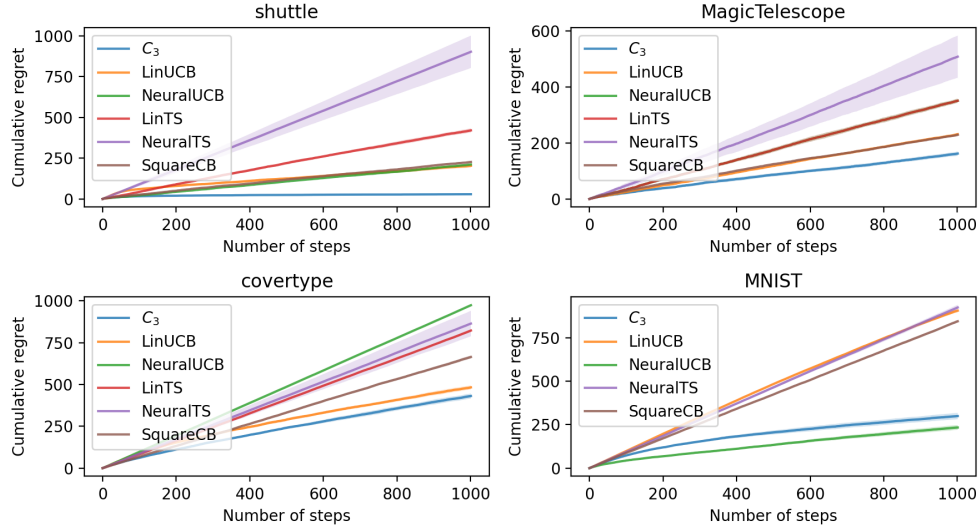 shuttle
Cumulative regret
1000
750
500
250
0
C₃
LinUCB
NeuralUCB
LinTS
NeuralTS
SquareCB
0 200 400 600 800 1000
Number of steps
MagicTelescope
Cumulative regret
600
400
200
0
C₃
LinUCB
NeuralUCB
LinTS
NeuralTS
SquareCB
0 200 400 600 800 1000
Number of steps
covertype
Cumulative regret
1000
750
500
250
0
C₃
LinUCB
NeuralUCB
LinTS
NeuralTS
SquareCB
0 200 400 600 800 1000
Number of steps
MNIST
Cumulative regret
750
500
250
0
C₃
LinUCB
NeuralUCB
NeuralTS
SquareCB
0 200 400 600 800 1000
Number of steps